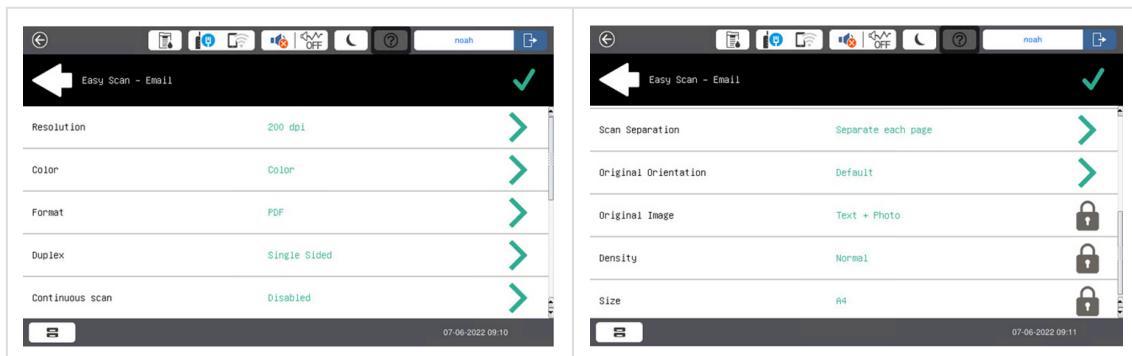 OFF
noah
Easy Scan - Email
Resolution 200 dpi
Color Color
Format PDF
Duplex Single Sided
Continuous scan Disabled
07-06-2022 09:10
OFF
noah
Easy Scan - Email
Scan Separation Separate each page
Original Orientation Default
Original Image Text + Photo
Density Normal
Size A4
07-06-2022 09:11